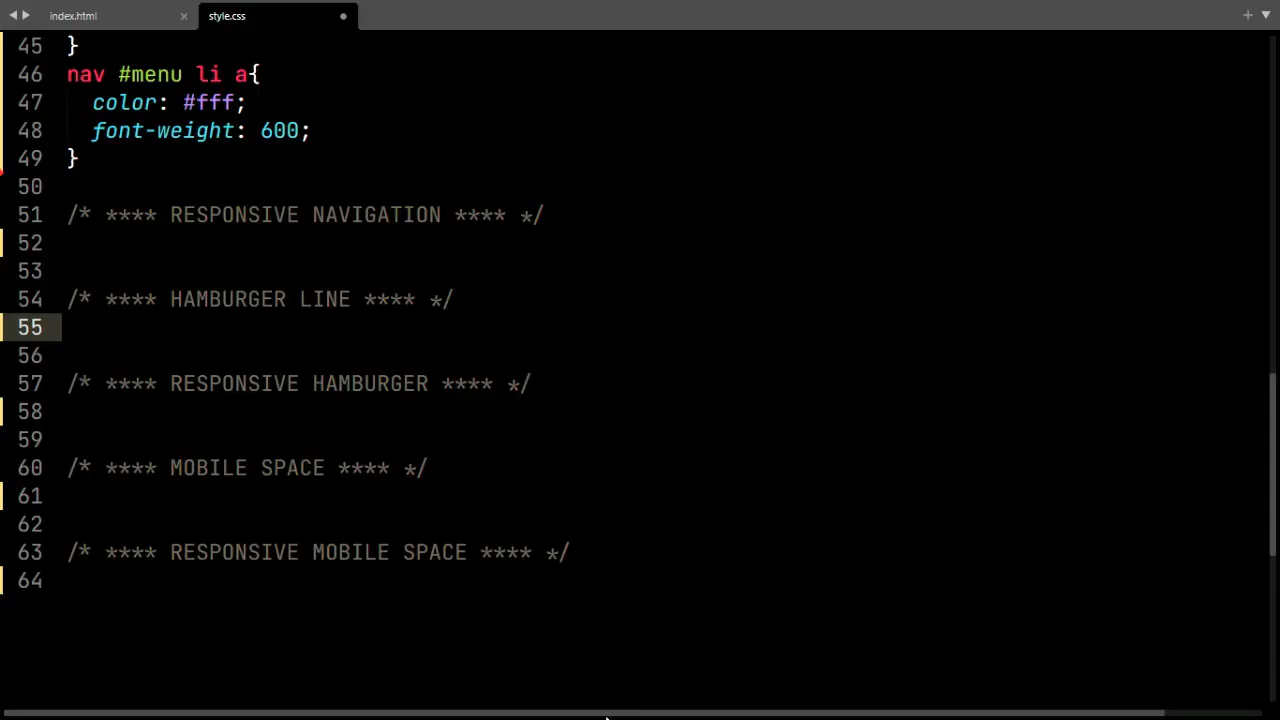 index.html × style.css
45 }
46 nav #menu li a{
47 color: #fff;
48 font-weight: 600;
49 }
50
51 /* **** RESPONSIVE NAVIGATION **** */
52
53
54 /* **** HAMBURGER LINE **** */
55
56
57 /* **** RESPONSIVE HAMBURGER **** */
58
59
60 /* **** MOBILE SPACE **** */
61
62
63 /* **** RESPONSIVE MOBILE SPACE **** */
64